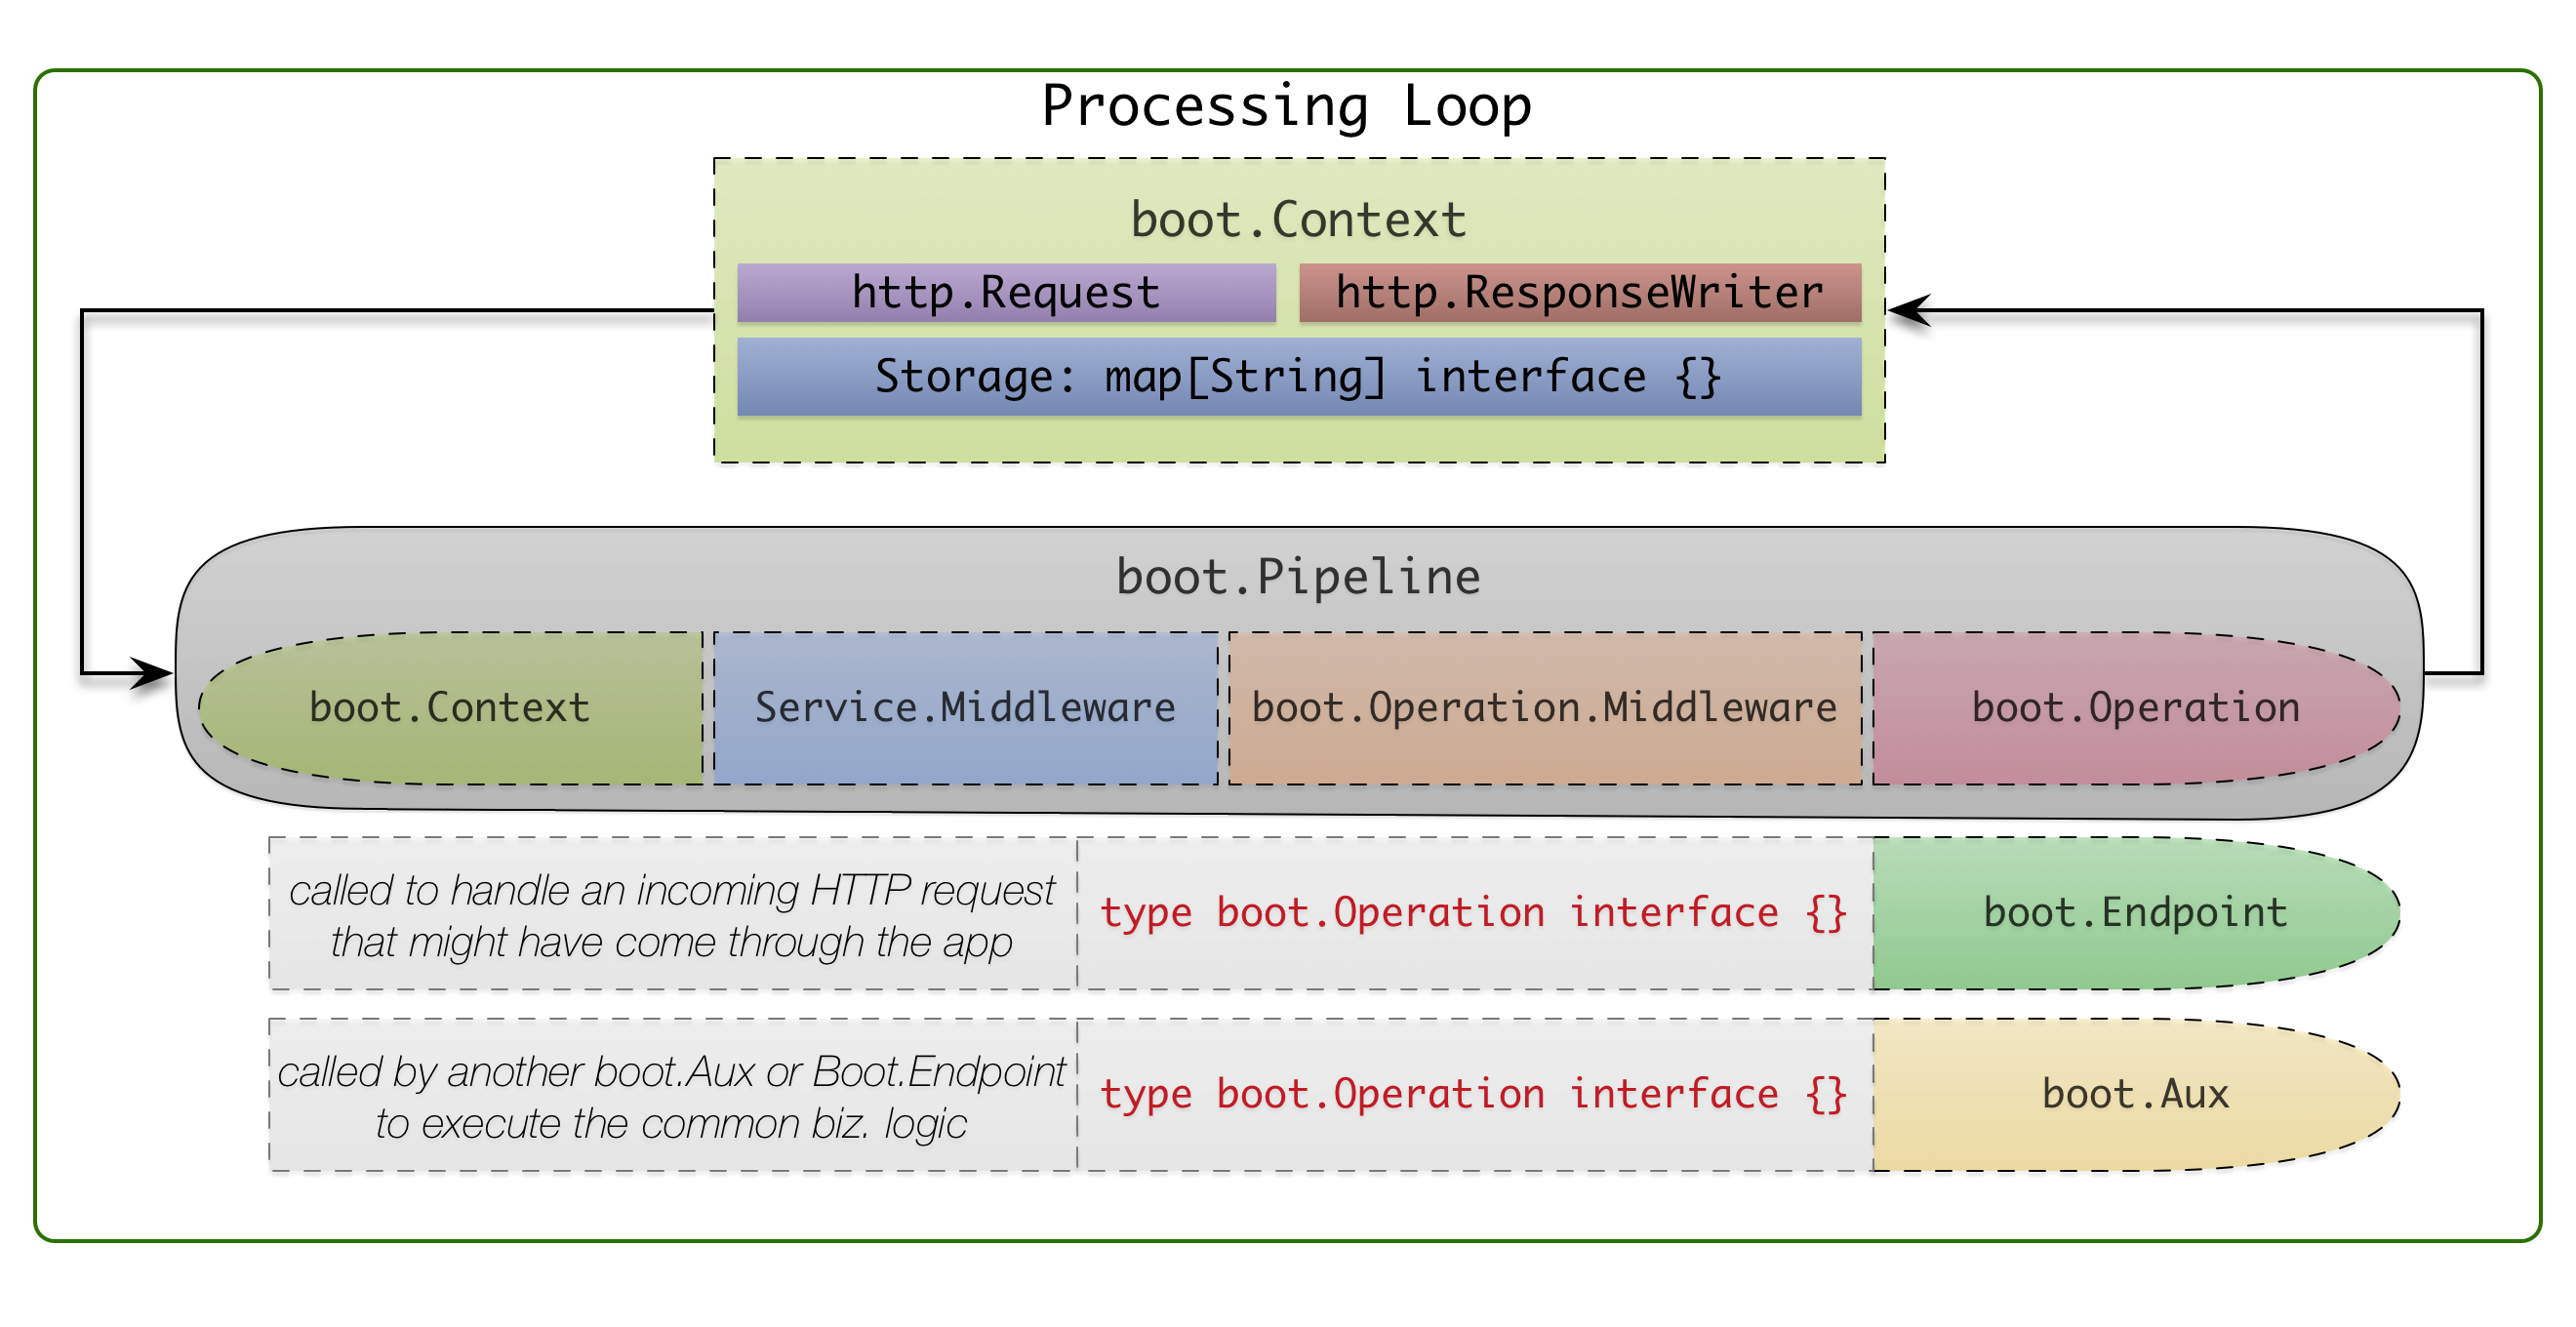 Processing Loop
boot.Context
http.Request
http.ResponseWriter
Storage: map[String] interface {}
boot.Pipeline
boot.Context
Service.Middleware
boot.Operation.Middleware
boot.Operation
called to handle an incoming HTTP request
that might have come through the app
type boot.Operation interface {}
boot.Endpoint
called by another boot.Aux or Boot.Endpoint
to execute the common biz. logic
type boot.Operation interface {}
boot.Aux